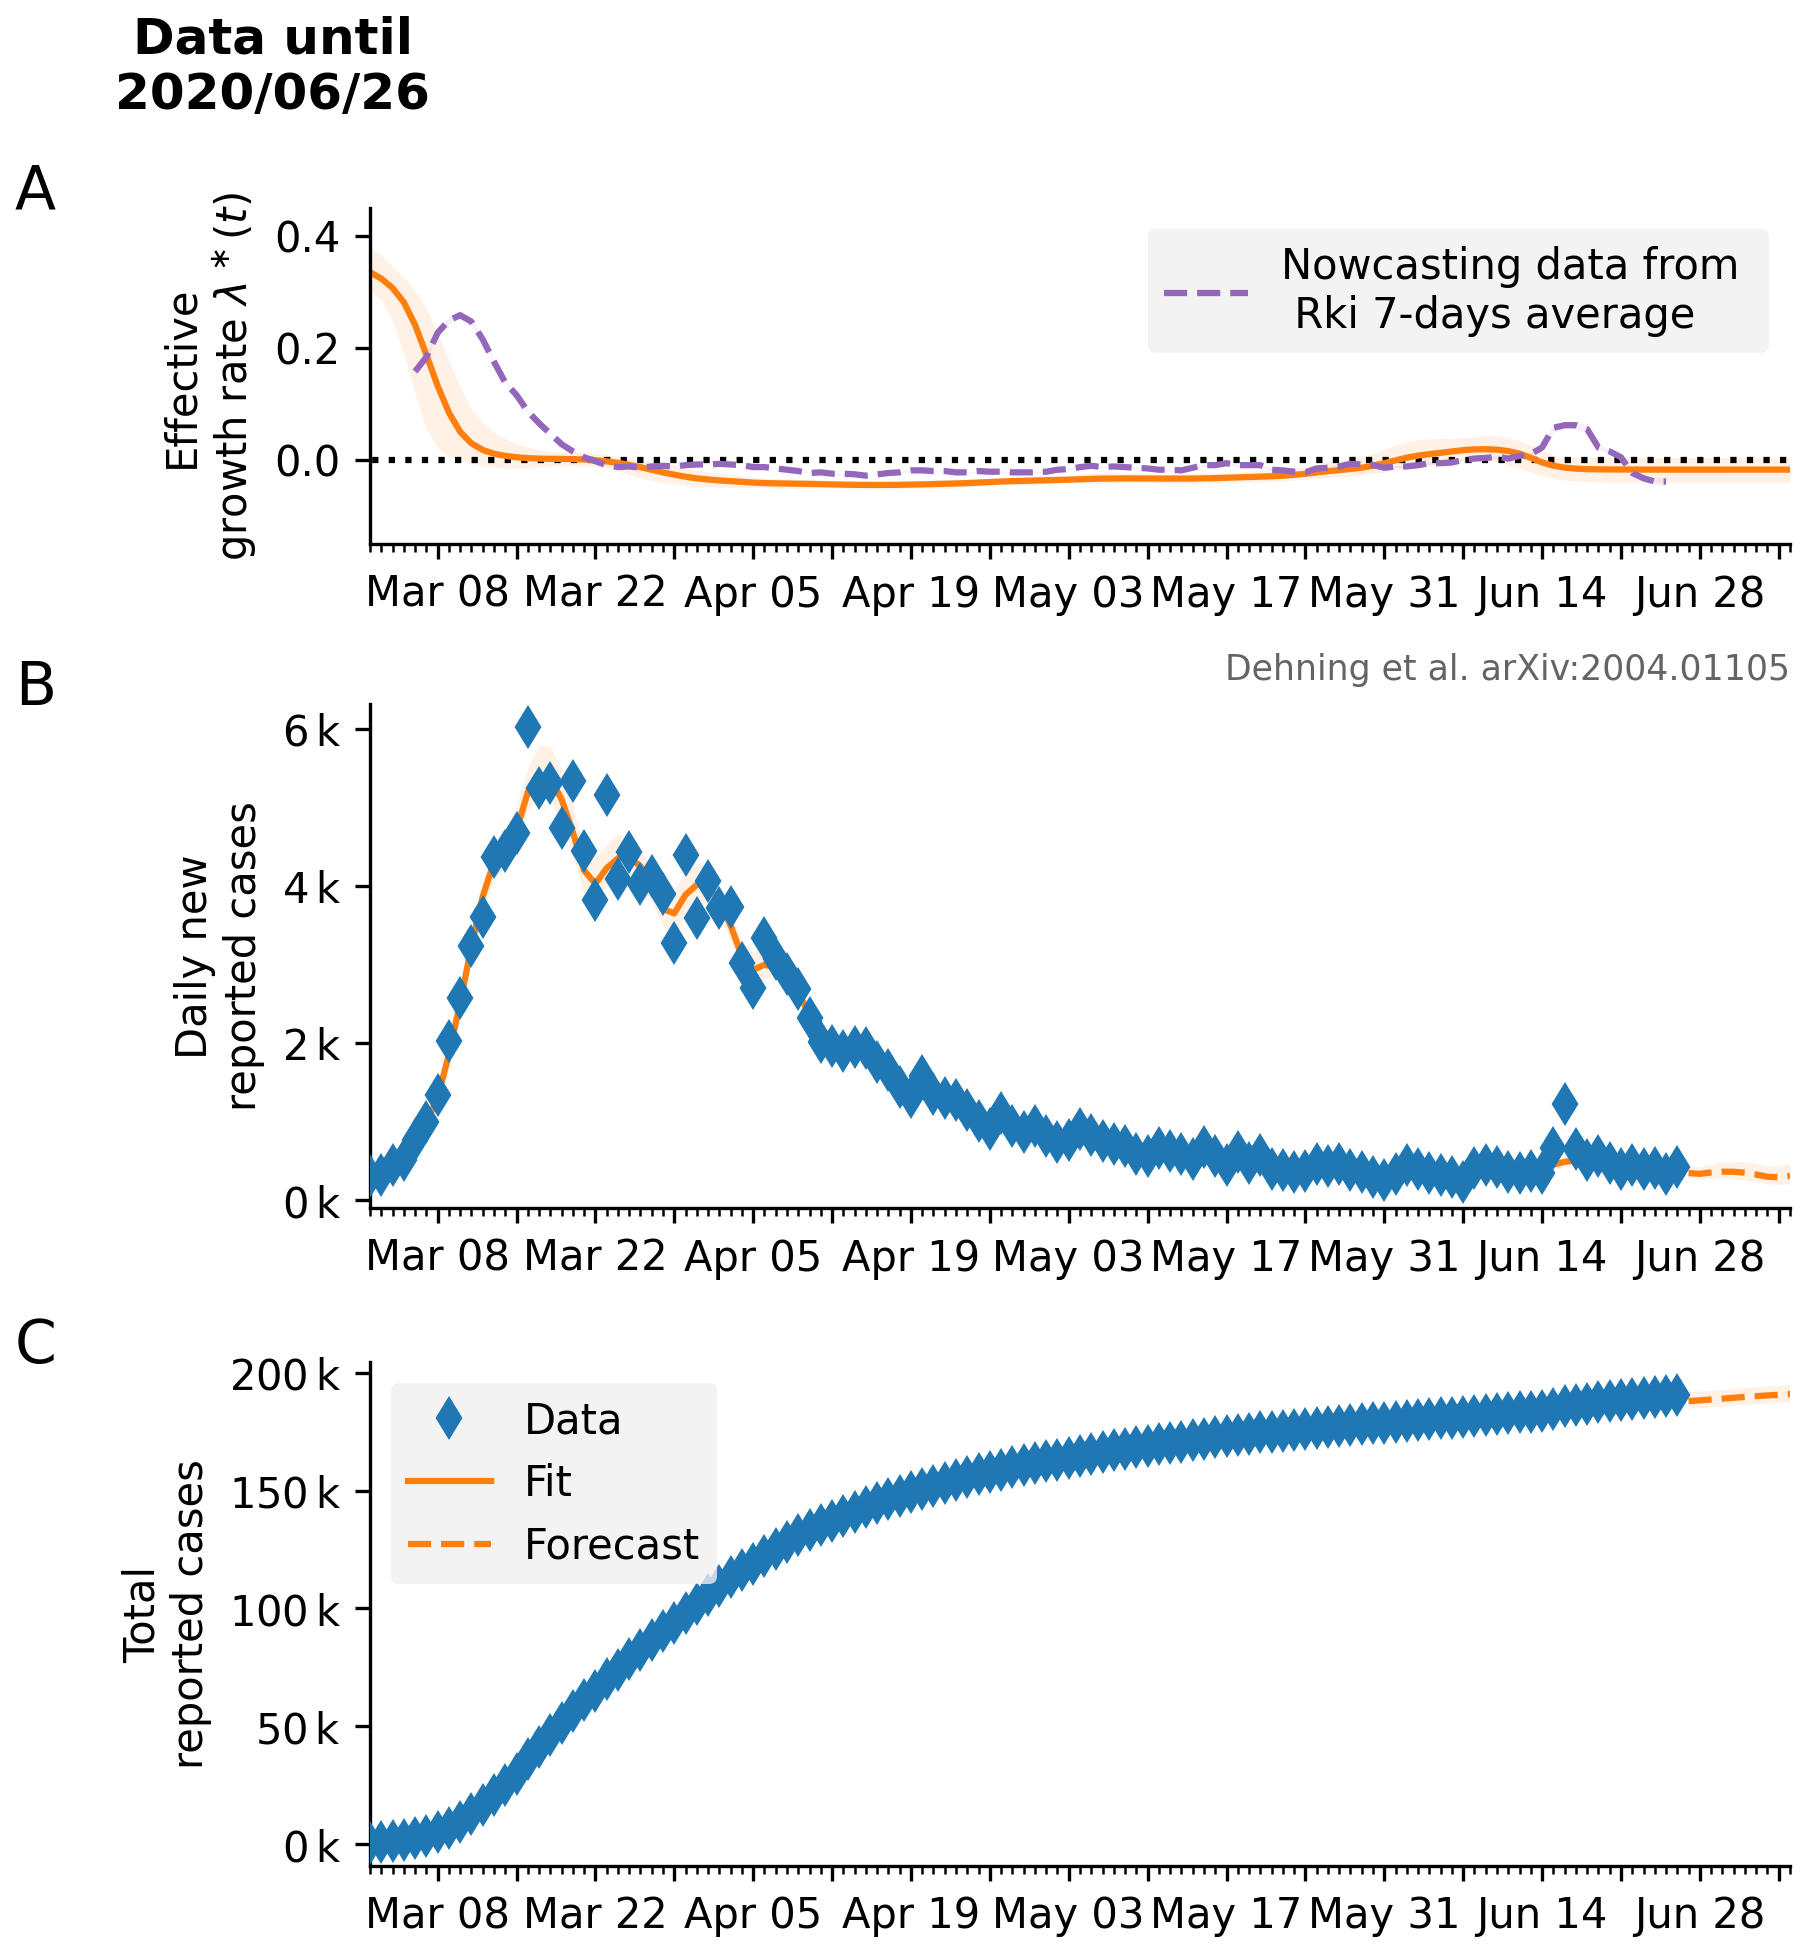 Data until
2020/06/26
A
Effective
growth rate λ * (t)
0.4
0.2
0.0
Nowcasting data from
Rki 7-days average
Mar 08 Mar 22 Apr 05 Apr 19 May 03 May 17 May 31 Jun 14 Jun 28
B
Dehning et al. arXiv:2004.01105
Daily new
reported cases
6 k
4 k
2 k
0 k
Mar 08 Mar 22 Apr 05 Apr 19 May 03 May 17 May 31 Jun 14 Jun 28
C
Total
reported cases
200 k
150 k
100 k
50 k
0 k
Data
Fit
Forecast
Mar 08 Mar 22 Apr 05 Apr 19 May 03 May 17 May 31 Jun 14 Jun 28